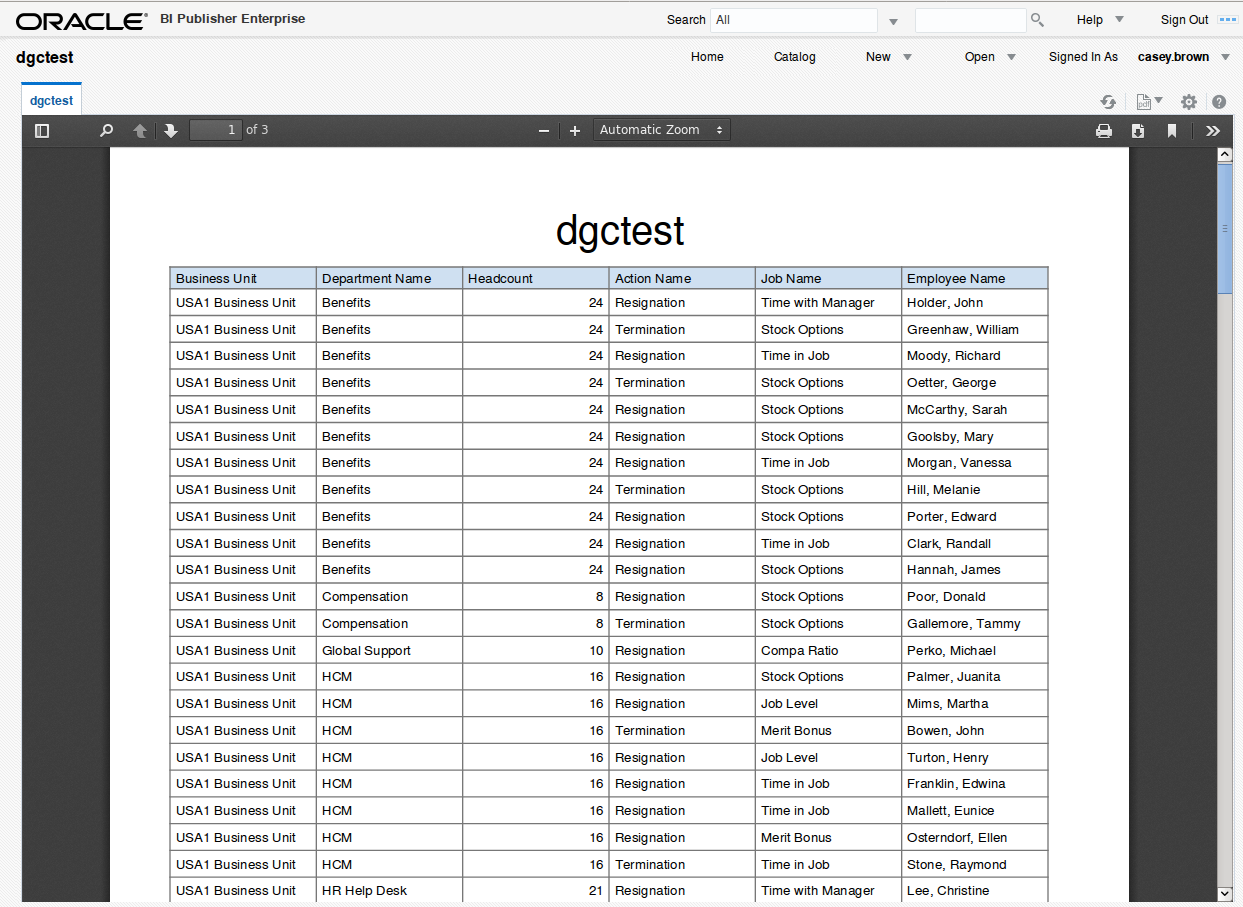 ORACLE BI Publisher Enterprise Search All Help Sign Out
dgctest Home Catalog New Open Signed In As casey.brown
dgctest
1 of 3 Automatic Zoom
dgctest
Business Unit Department Name Headcount Action Name Job Name Employee Name
USA1 Business Unit Benefits 24 Resignation Time with Manager Holder, John
USA1 Business Unit Benefits 24 Termination Stock Options Greenhaw, William
USA1 Business Unit Benefits 24 Resignation Time in Job Moody, Richard
USA1 Business Unit Benefits 24 Termination Stock Options Oetter, George
USA1 Business Unit Benefits 24 Resignation Stock Options McCarthy, Sarah
USA1 Business Unit Benefits 24 Resignation Stock Options Goolsby, Mary
USA1 Business Unit Benefits 24 Resignation Time in Job Morgan, Vanessa
USA1 Business Unit Benefits 24 Termination Stock Options Hill, Melanie
USA1 Business Unit Benefits 24 Resignation Stock Options Porter, Edward
USA1 Business Unit Benefits 24 Resignation Time in Job Clark, Randall
USA1 Business Unit Benefits 24 Resignation Stock Options Hannah, James
USA1 Business Unit Compensation 8 Resignation Stock Options Poor, Donald
USA1 Business Unit Compensation 8 Termination Stock Options Gallemore, Tammy
USA1 Business Unit Global Support 10 Resignation Compa Ratio Perko, Michael
USA1 Business Unit HCM 16 Resignation Stock Options Palmer, Juanita
USA1 Business Unit HCM 16 Resignation Job Level Mims, Martha
USA1 Business Unit HCM 16 Termination Merit Bonus Bowen, John
USA1 Business Unit HCM 16 Resignation Job Level Turton, Henry
USA1 Business Unit HCM 16 Resignation Time in Job Franklin, Edwina
USA1 Business Unit HCM 16 Resignation Time in Job Mallett, Eunice
USA1 Business Unit HCM 16 Resignation Merit Bonus Osterndorf, Ellen
USA1 Business Unit HCM 16 Termination Time in Job Stone, Raymond
USA1 Business Unit HR Help Desk 21 Resignation Time with Manager Lee, Christine